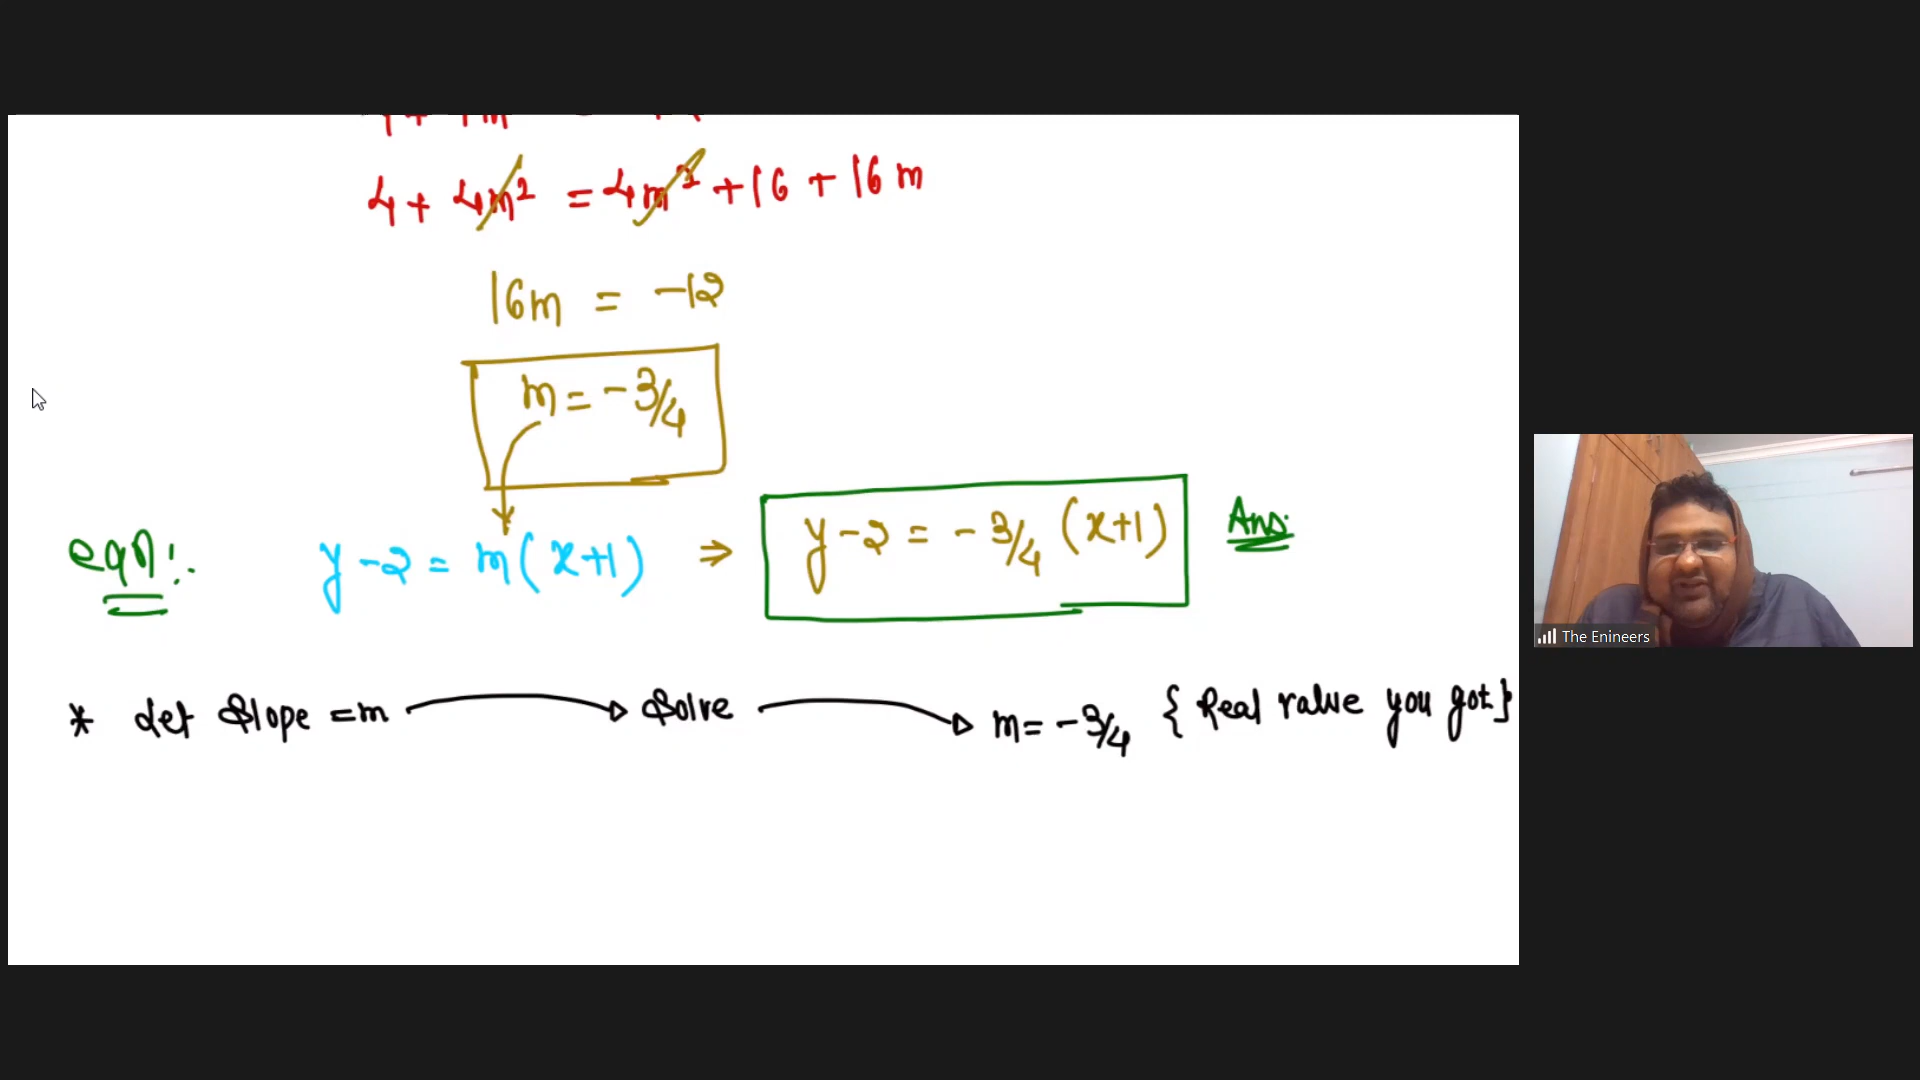 4 + 4m² = 4m² + 16 + 16m
16m = -12
m = -3/4
eqn:. y-2 = m(x+1) ⇒ y-2 = -3/4 (x+1) Ans:
* Let Slope = m → Solve → m = -3/4 {Real value you got}
The Enineers